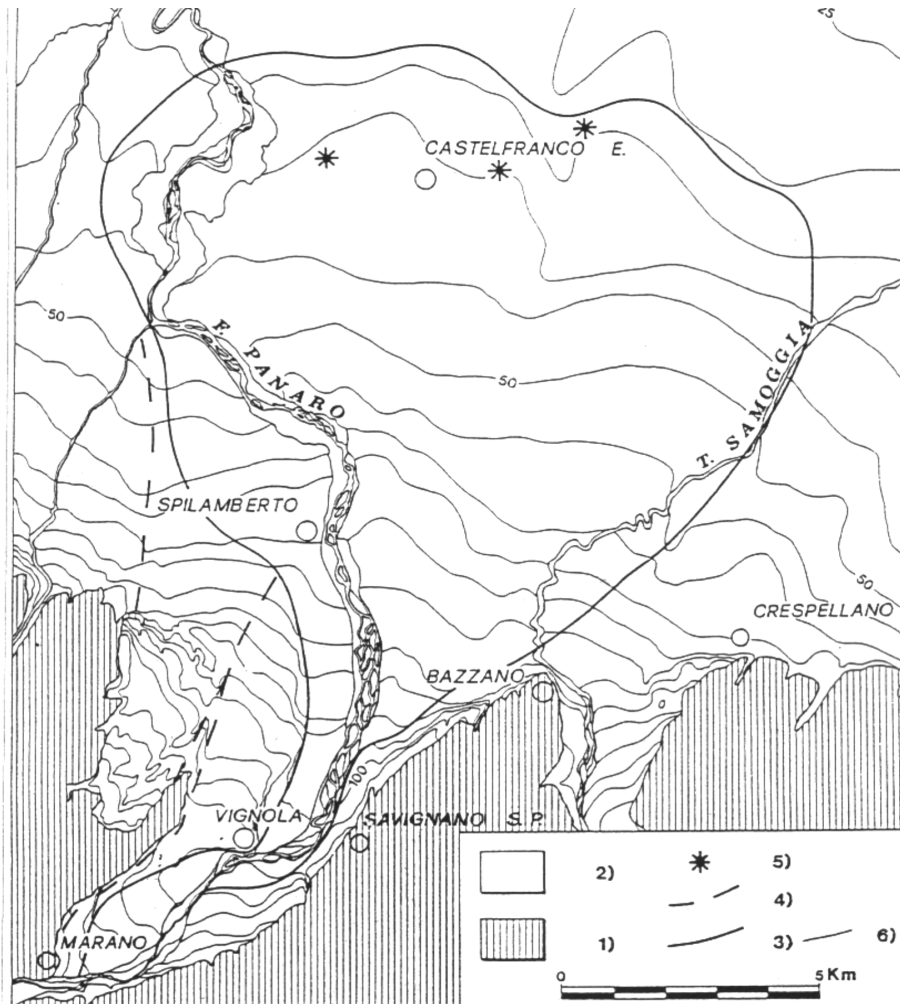 25
CASTELFRANCO E.
50
F. PANARO
50
T. SAMOGGIA
SPILAMBERTO
50
CRESPELLANO
BAZZANO
100
VIGNOLA
SAVIGNANO S.P.
MARANO
2) 5)
4)
1) 3) 6)
0 5 Km